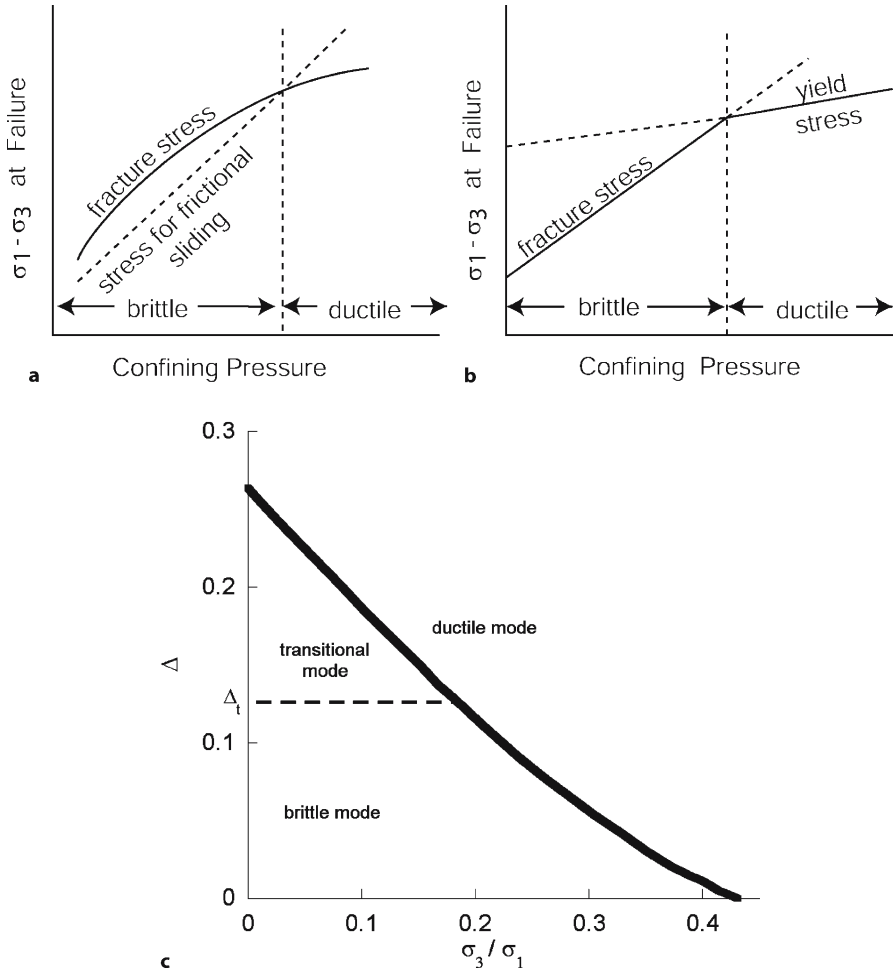 σ1 - σ3 at Failure
fracture stress
stress for frictional
sliding
brittle
ductile
Confining Pressure
a
σ1 - σ3 at Failure
fracture stress
yield
stress
brittle
ductile
Confining Pressure
b
0.3
0.2
0.1
0
Δ
Δt
ductile mode
transitional
mode
brittle mode
0
0.1
0.2
0.3
0.4
σ3 / σ1
c